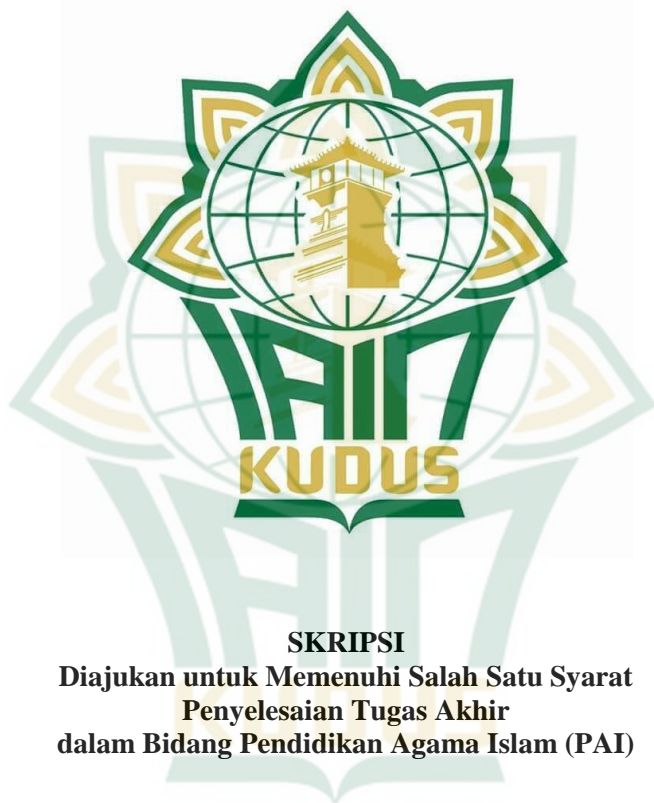 IAIN
KUDUS
SKRIPSI
Diajukan untuk Memenuhi Salah Satu Syarat
Penyelesaian Tugas Akhir
dalam Bidang Pendidikan Agama Islam (PAI)